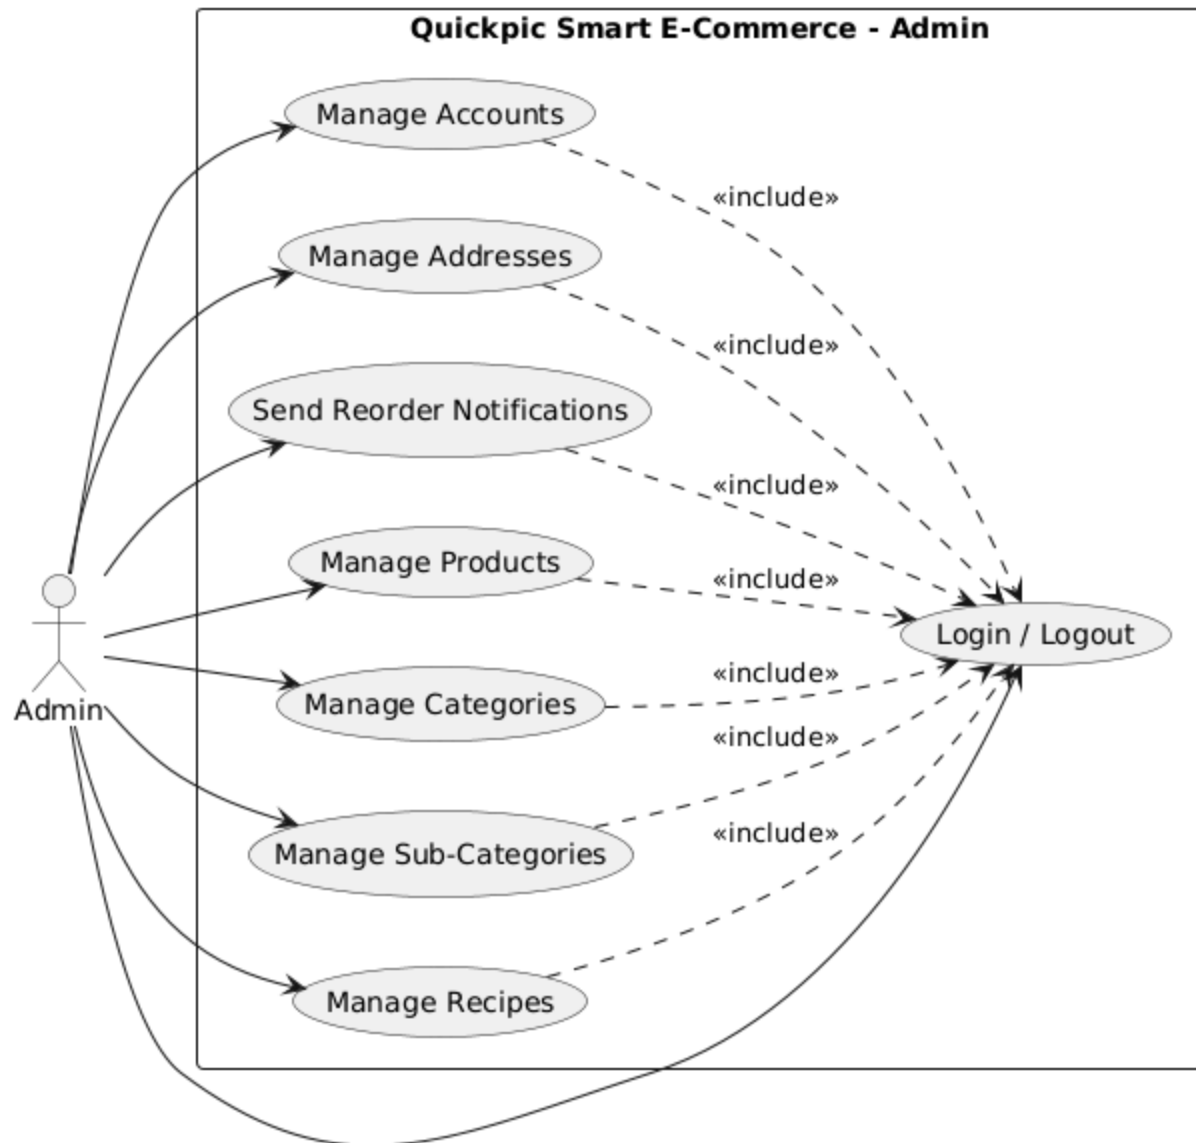 Quickpic Smart E-Commerce - Admin
Manage Accounts
«include»
Manage Addresses
«include»
Send Reorder Notifications
«include»
Manage Products
«include»
Login / Logout
Admin
Manage Categories
«include»
«include»
Manage Sub-Categories
«include»
Manage Recipes